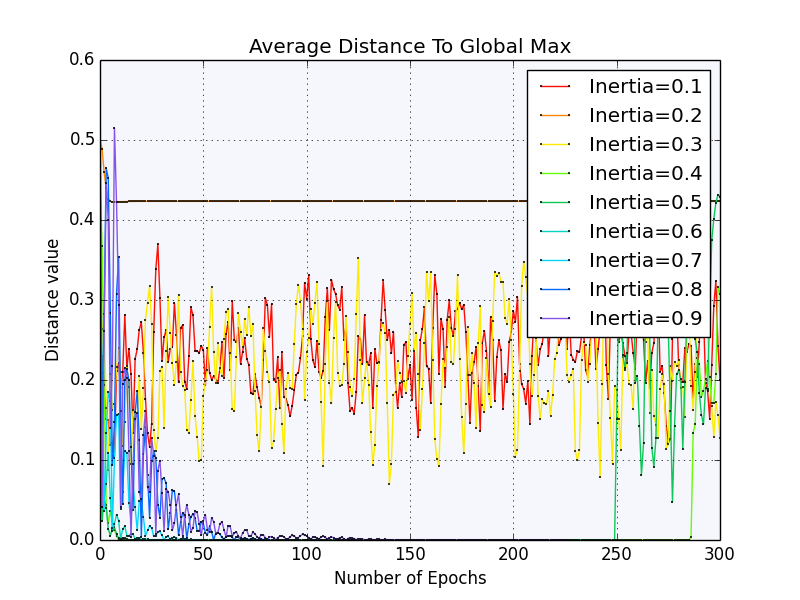 Average Distance To Global Max
0.6
0.5
0.4
0.3
0.2
0.1
0.0
Distance value
0 50 100 150 200 250 300
Number of Epochs
Inertia=0.1
Inertia=0.2
Inertia=0.3
Inertia=0.4
Inertia=0.5
Inertia=0.6
Inertia=0.7
Inertia=0.8
Inertia=0.9